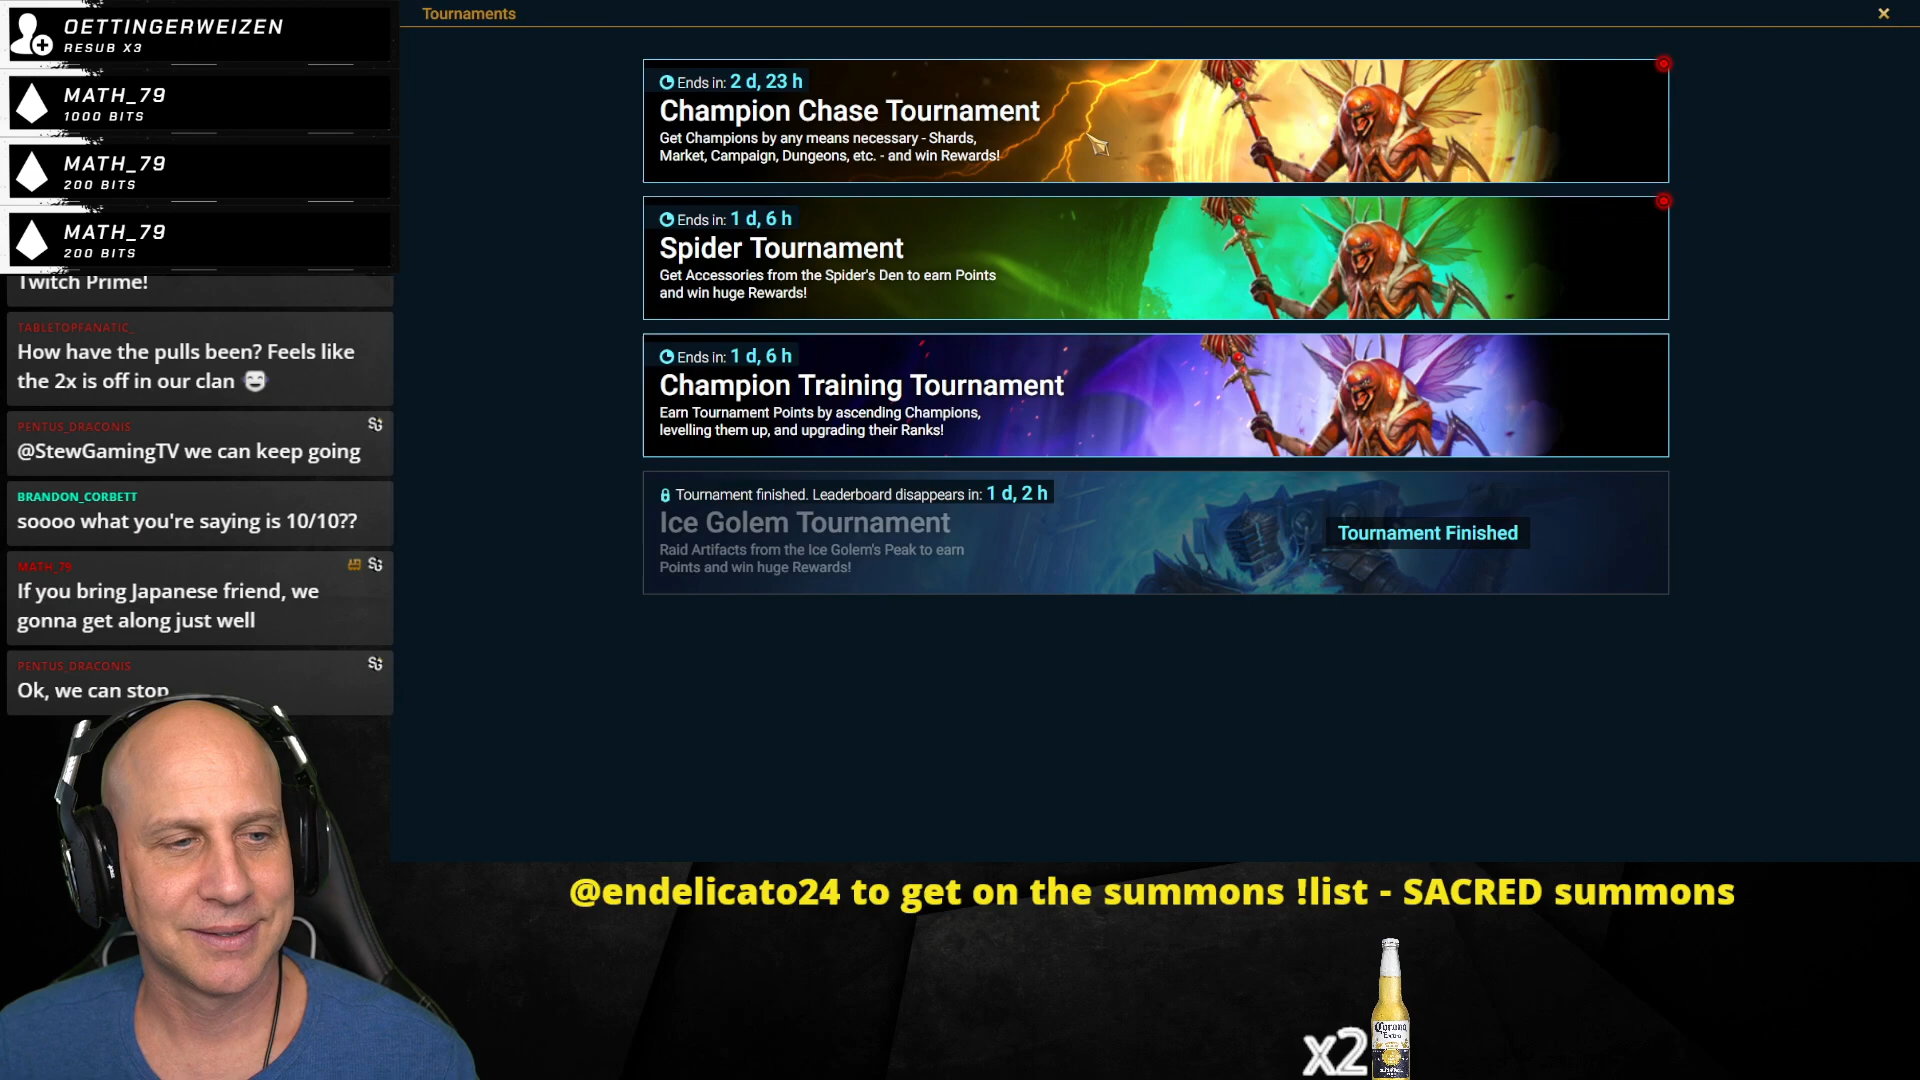 OETTINGERWEIZEN
RESUB X3
MATH_79
1000 BITS
MATH_79
200 BITS
MATH_79
200 BITS
Twitch Prime!
TABLETOPFANATIC_
How have the pulls been? Feels like
the 2x is off in our clan
PENTUS_DRACONIS
@StewGamingTV we can keep going
BRANDON_CORBETT
soooo what you're saying is 10/10??
MATH_79
If you bring Japanese friend, we
gonna get along just well
PENTUS_DRACONIS
Ok, we can stop
Tournaments
Ends in: 2 d, 23 h
Champion Chase Tournament
Get Champions by any means necessary - Shards,
Market, Campaign, Dungeons, etc. - and win Rewards!
Ends in: 1 d, 6 h
Spider Tournament
Get Accessories from the Spider's Den to earn Points
and win huge Rewards!
Ends in: 1 d, 6 h
Champion Training Tournament
Earn Tournament Points by ascending Champions,
levelling them up, and upgrading their Ranks!
Tournament finished. Leaderboard disappears in: 1 d, 2 h
Ice Golem Tournament
Raid Artifacts from the Ice Golem's Peak to earn
Points and win huge Rewards!
Tournament Finished
@endelicato24 to get on the summons !list - SACRED summons
x2
Corona
Extra